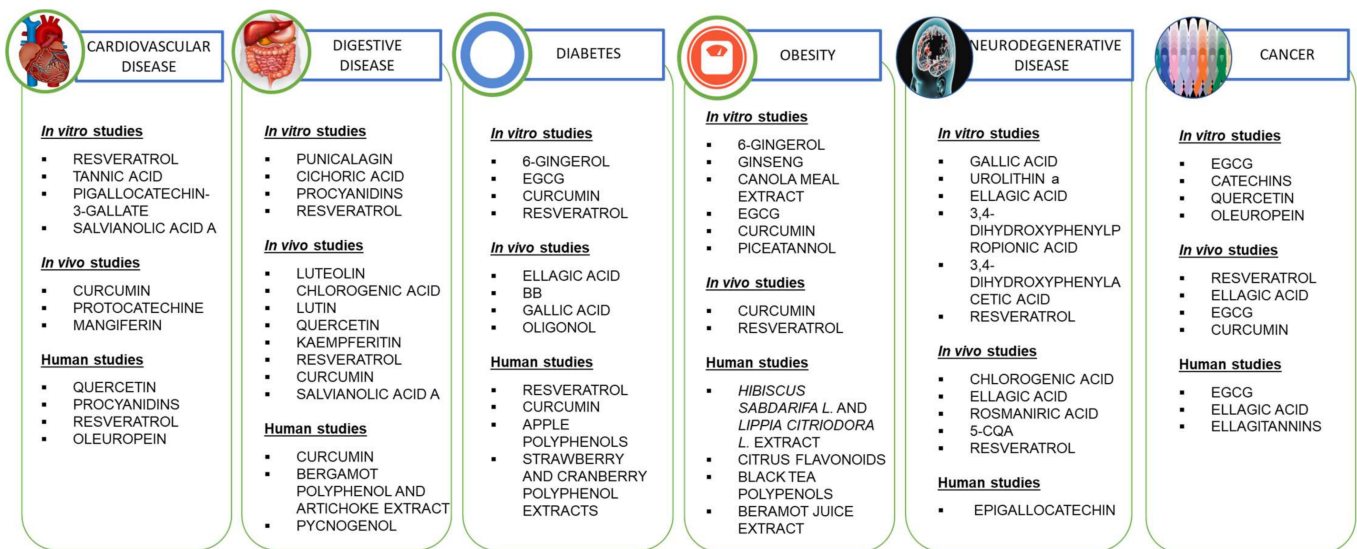 CARDIOVASCULAR
DISEASE
In vitro studies
RESVERATROL
TANNIC ACID
PIGALLOCATECHIN-
3-GALLATE
SALVIANOLIC ACID A
In vivo studies
CURCUMIN
PROTOCATECHINE
MANGIFERIN
Human studies
QUERCETIN
PROCYANIDINS
RESVERATROL
OLEUROPEIN
DIGESTIVE
DISEASE
In vitro studies
PUNICALAGIN
CICHORIC ACID
PROCYANIDINS
RESVERATROL
In vivo studies
LUTEOLIN
CHLOROGENIC ACID
LUTIN
QUERCETIN
KAEMPFERITIN
RESVERATROL
CURCUMIN
SALVIANOLIC ACID A
Human studies
CURCUMIN
BERGAMOT
POLYPHENOL AND
ARTICHOKE EXTRACT
PYCNOGENOL
DIABETES
In vitro studies
6-GINGEROL
EGCG
CURCUMIN
RESVERATROL
In vivo studies
ELLAGIC ACID
BB
GALLIC ACID
OLIGONOL
Human studies
RESVERATROL
CURCUMIN
APPLE
POLYPHENOLS
STRAWBERRY
AND CRANBERRY
POLYPHENOL
EXTRACTS
OBESITY
In vitro studies
6-GINGEROL
GINSENG
CANOLA MEAL
EXTRACT
EGCG
CURCUMIN
PICEATANNOL
In vivo studies
CURCUMIN
RESVERATROL
Human studies
HIBISCUS
SABDARIFA L. AND
LIPPIA CITRIODORA
L. EXTRACT
CITRUS FLAVONOIDS
BLACK TEA
POLYPENOLS
BERAMOT JUICE
EXTRACT
NEURODEGENERATIVE
DISEASE
In vitro studies
GALLIC ACID
UROLITHIN a
ELLAGIC ACID
3,4-
DIHYDROXYPHENYLP
ROPIONIC ACID
3,4-
DIHYDROXYPHENYLA
CETIC ACID
RESVERATROL
In vivo studies
CHLOROGENIC ACID
ELLAGIC ACID
ROSMANIRIC ACID
5-CQA
RESVERATROL
Human studies
EPIGALLOCATECHIN
CANCER
In vitro studies
EGCG
CATECHINS
QUERCETIN
OLEUROPEIN
In vivo studies
RESVERATROL
ELLAGIC ACID
EGCG
CURCUMIN
Human studies
EGCG
ELLAGIC ACID
ELLAGITANNINS